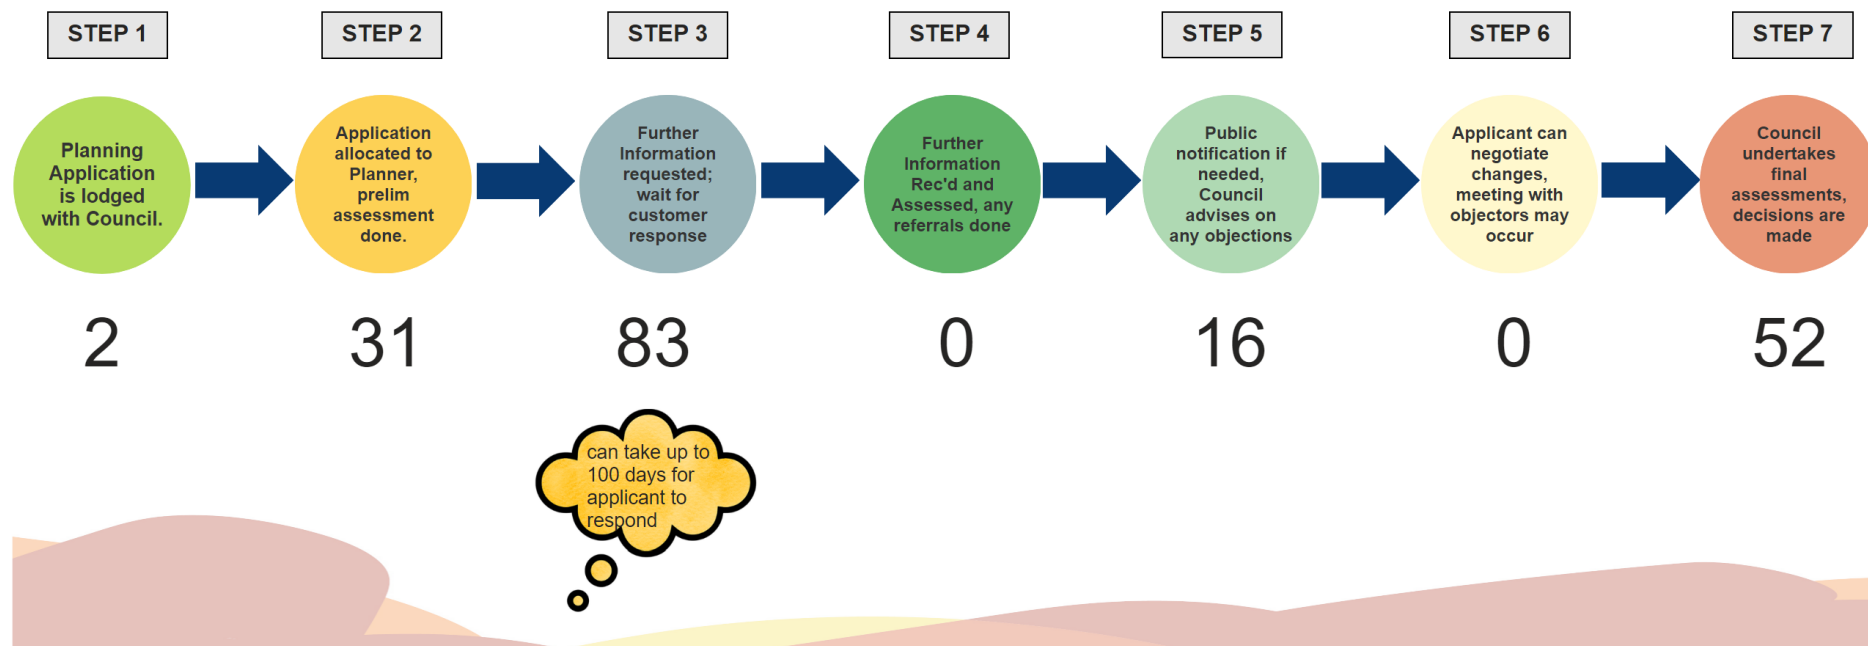 STEP 1
STEP 2
STEP 3
STEP 4
STEP 5
STEP 6
STEP 7
Planning
Application
is lodged
with Council.
Application
allocated to
Planner,
prelim
assessment
done.
Further
Information
requested;
wait for
customer
response
Further
Information
Rec'd and
Assessed, any
referrals done
Public
notification if
needed,
Council
advises on
any objections
Applicant can
negotiate
changes,
meeting with
objectors may
occur
Council
undertakes
final
assessments,
decisions are
made
2
31
83
0
16
0
52
can take up to
100 days for
applicant to
respond